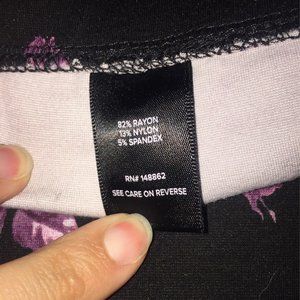 82% RAYON
13% NYLON
5% SPANDEX
RN# 148862
SEE CARE ON REVERSE